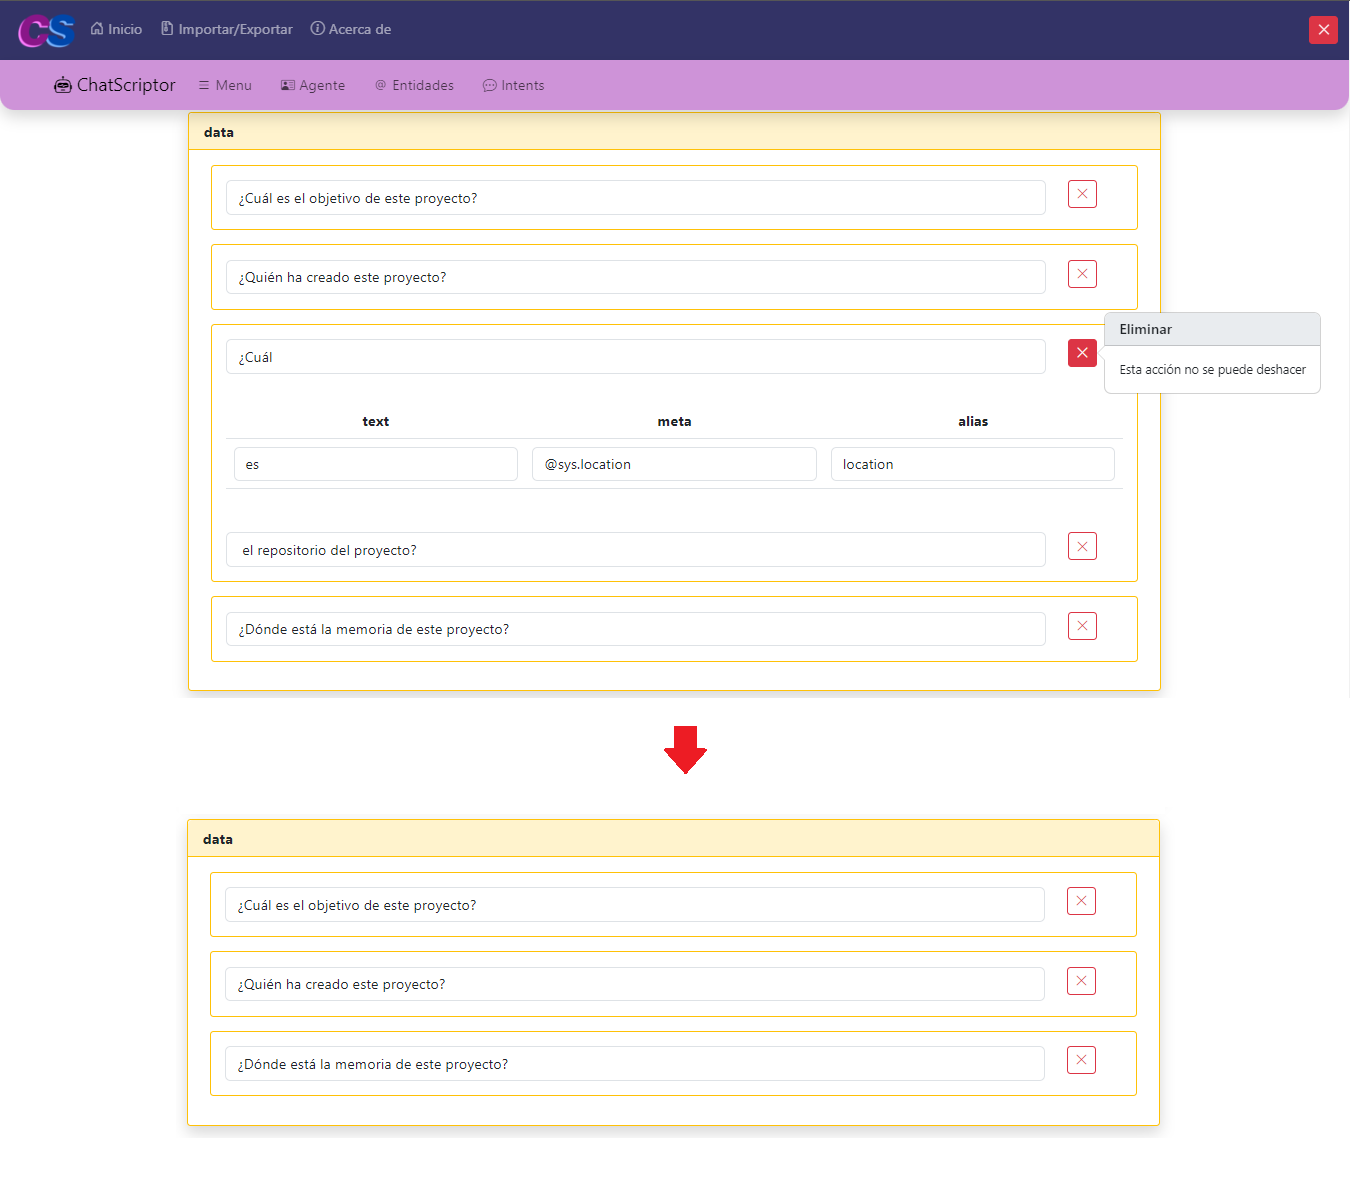 CS Inicio Importar/Exportar Acerca de
ChatScriptor Menu Agente @ Entidades Intents
data
¿Cuál es el objetivo de este proyecto?
¿Quién ha creado este proyecto?
Eliminar
¿Cuál
Esta acción no se puede deshacer
text meta alias
es @sys.location location
el repositorio del proyecto?
¿Dónde está la memoria de este proyecto?
data
¿Cuál es el objetivo de este proyecto?
¿Quién ha creado este proyecto?
¿Dónde está la memoria de este proyecto?